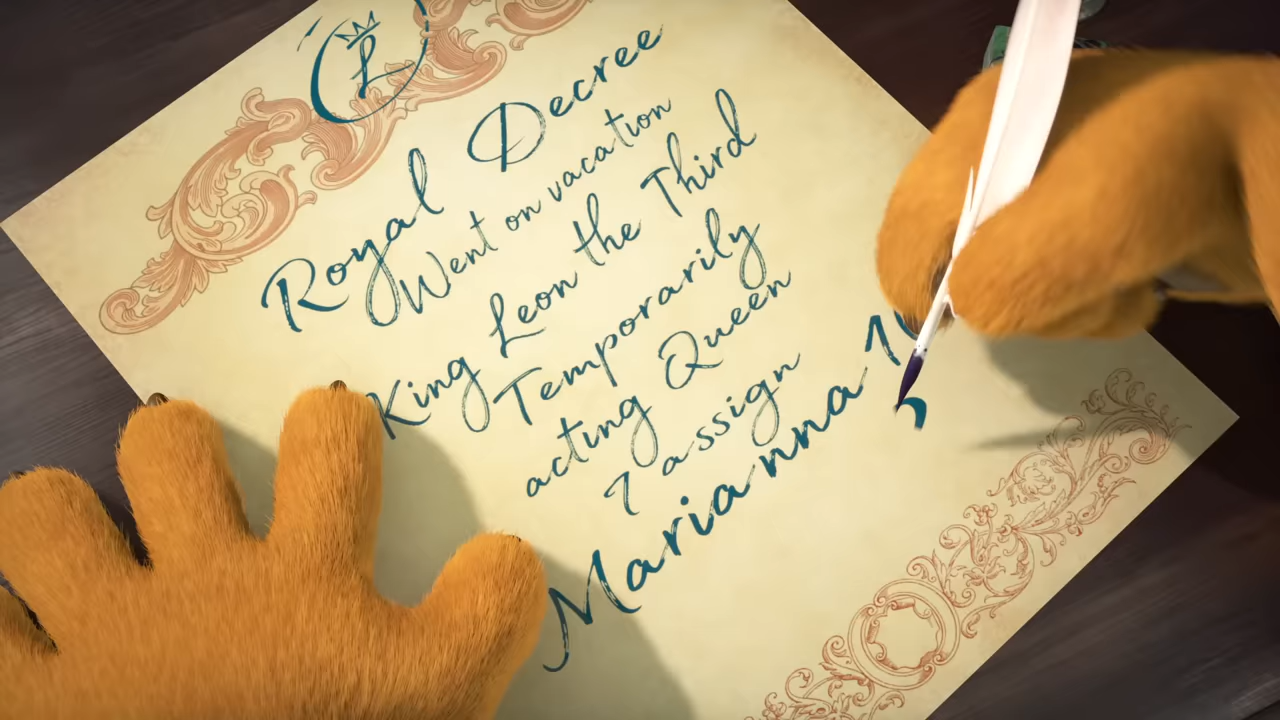 L
Royal Decree
Went on vacation
King Leon the Third
Temporarily
acting Queen
I assign
Marianna